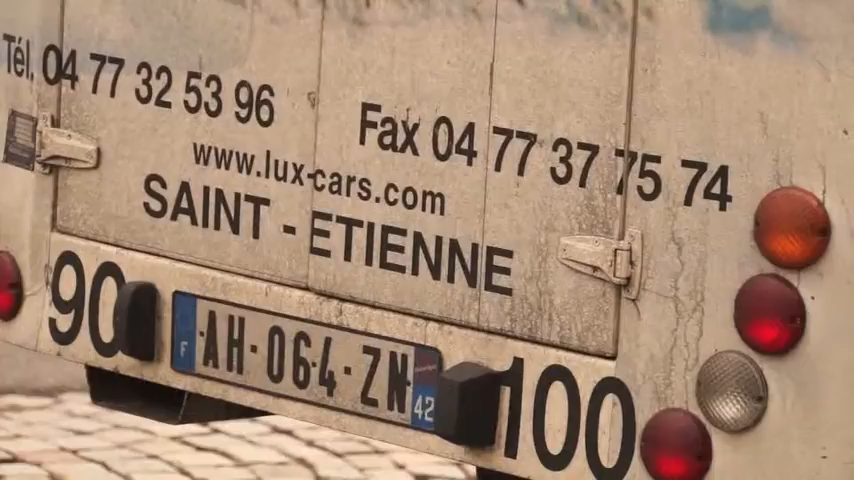 Tél. 04 77 32 53 96
Fax 04 77 37 75 74
www.lux-cars.com
SAINT - ETIENNE
90
F
AH-064-ZN
42
100